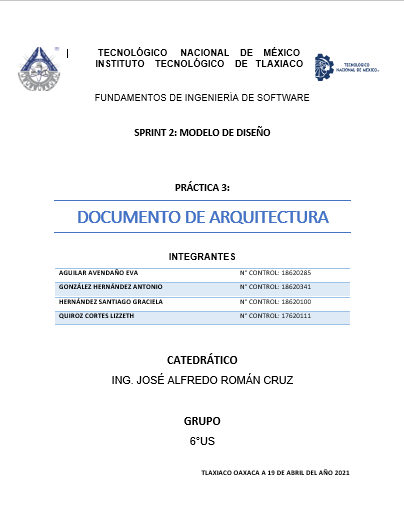 TECNOLÓGICO NACIONAL DE MÉXICO
INSTITUTO TECNOLÓGICO DE TLAXIACO
TECNOLÓGICO
NACIONAL DE MÉXICO
FUNDAMENTOS DE INGENIERÍA DE SOFTWARE
SPRINT 2: MODELO DE DISEÑO
PRÁCTICA 3:
DOCUMENTO DE ARQUITECTURA
INTEGRANTES
AGUILAR AVENDAÑO EVA N° CONTROL: 18620285
GONZÁLEZ HERNÁNDEZ ANTONIO N° CONTROL: 18620341
HERNÁNDEZ SANTIAGO GRACIELA N° CONTROL: 18620100
QUIROZ CORTES LIZZETH N° CONTROL: 17620111
CATEDRÁTICO
ING. JOSÉ ALFREDO ROMÁN CRUZ
GRUPO
6°US
TLAXIACO OAXACA A 19 DE ABRIL DEL AÑO 2021